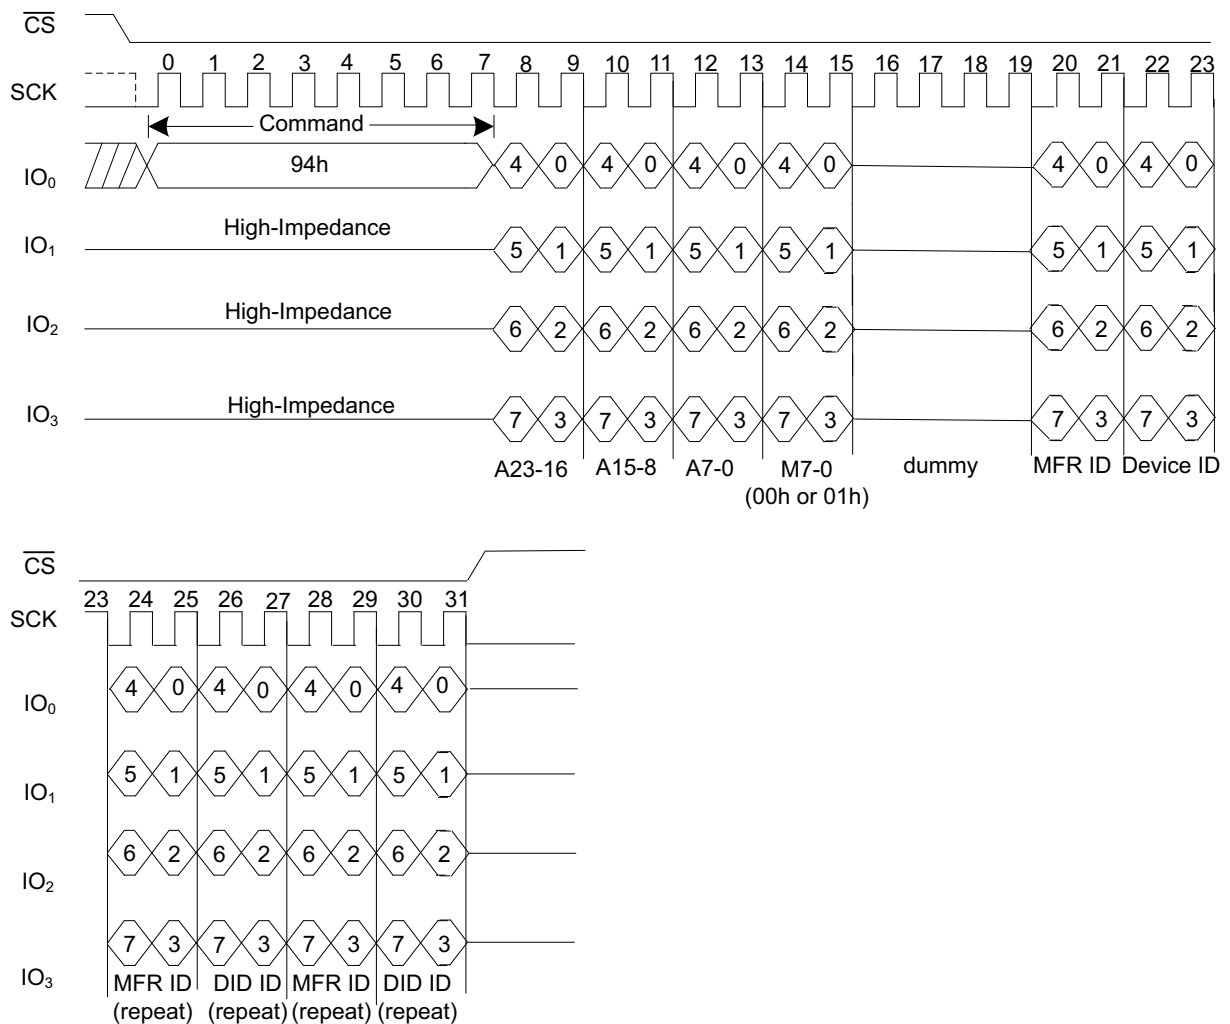 CS
0 1 2 3 4 5 6 7 8 9 10 11 12 13 14 15 16 17 18 19 20 21 22 23
SCK
Command
IO0 94h 4 0 4 0 4 0 4 0 4 0 4 0
High-Impedance
IO1 5 1 5 1 5 1 5 1 5 1 5 1
High-Impedance
IO2 6 2 6 2 6 2 6 2 6 2 6 2
High-Impedance
IO3 7 3 7 3 7 3 7 3 7 3 7 3
A23-16 A15-8 A7-0 M7-0 dummy MFR ID Device ID
(00h or 01h)
CS
23 24 25 26 27 28 29 30 31
SCK
4 0 4 0 4 0 4 0
IO0
5 1 5 1 5 1 5 1
IO1
6 2 6 2 6 2 6 2
IO2
7 3 7 3 7 3 7 3
IO3
MFR ID DID ID MFR ID DID ID
(repeat) (repeat) (repeat) (repeat)